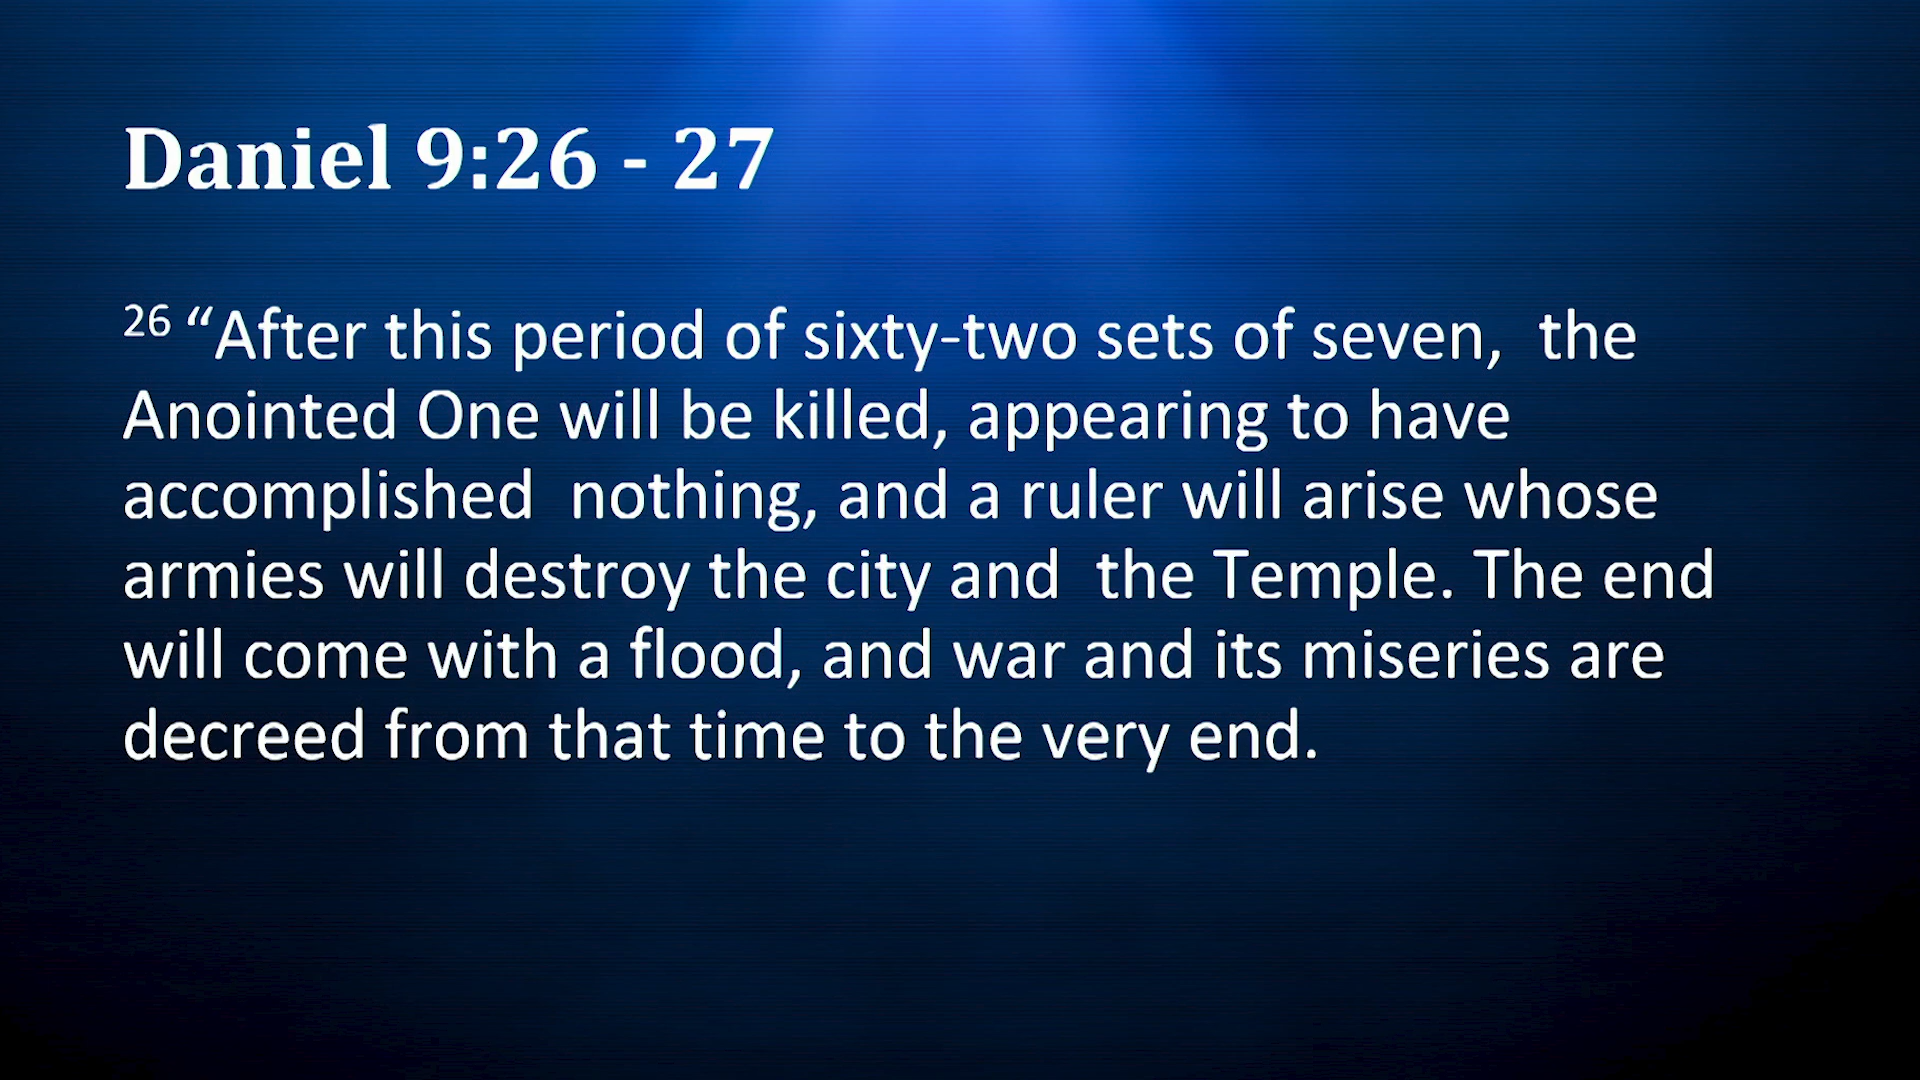 Daniel 9:26 - 27
26 “After this period of sixty-two sets of seven,  the
Anointed One will be killed, appearing to have
accomplished  nothing, and a ruler will arise whose
armies will destroy the city and  the Temple. The end
will come with a flood, and war and its miseries are
decreed from that time to the very end.